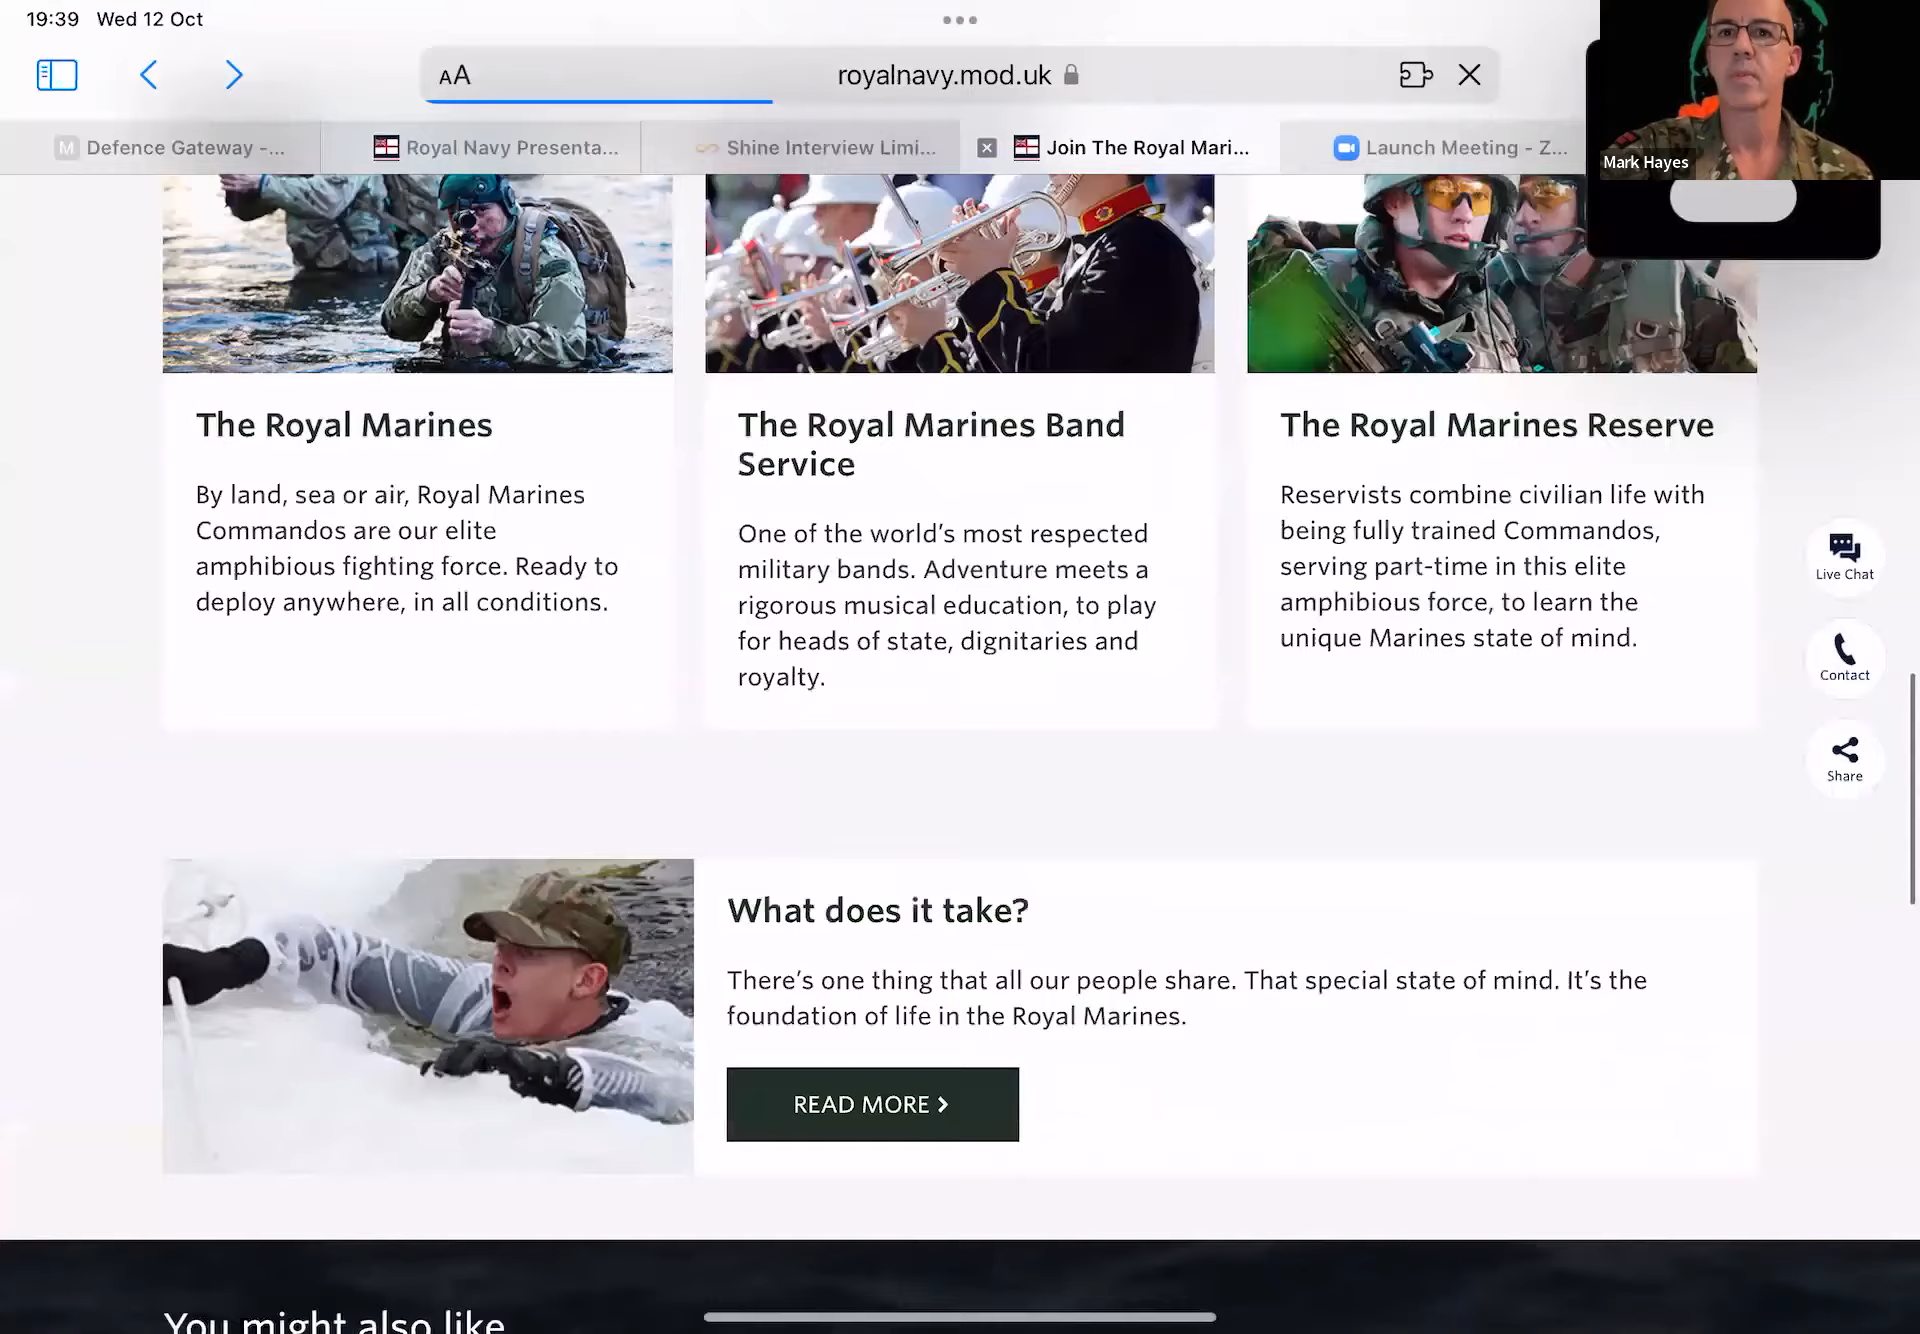 19:39 Wed 12 Oct
AA
royalnavy.mod.uk
M Defence Gateway -...
Royal Navy Presenta...
Shine Interview Limi...
Join The Royal Mari...
Launch Meeting - Z...
Mark Hayes
The Royal Marines
By land, sea or air, Royal Marines
Commandos are our elite
amphibious fighting force. Ready to
deploy anywhere, in all conditions.
The Royal Marines Band
Service
One of the world’s most respected
military bands. Adventure meets a
rigorous musical education, to play
for heads of state, dignitaries and
royalty.
The Royal Marines Reserve
Reservists combine civilian life with
being fully trained Commandos,
serving part-time in this elite
amphibious force, to learn the
unique Marines state of mind.
Live Chat
Contact
Share
What does it take?
There’s one thing that all our people share. That special state of mind. It’s the
foundation of life in the Royal Marines.
READ MORE
You might also like